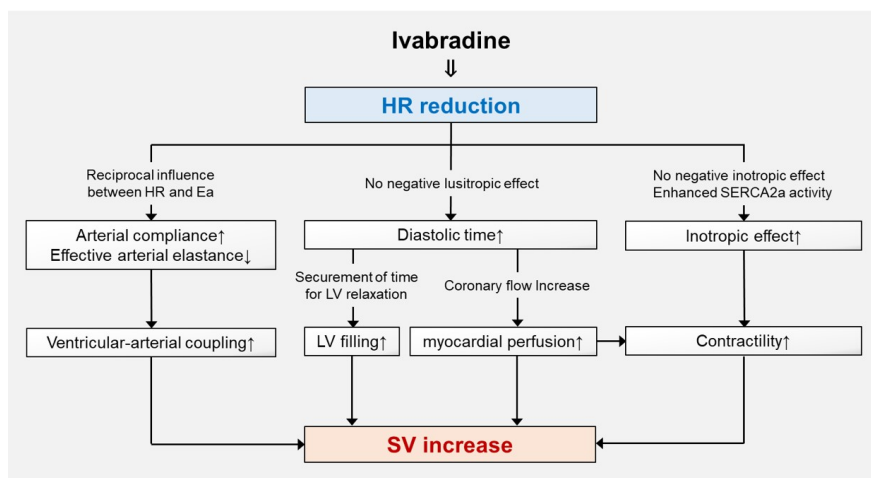 Ivabradine
⇓
HR reduction
Reciprocal influence
between HR and Ea
No negative lusitropic effect
No negative inotropic effect
Enhanced SERCA2a activity
Arterial compliance↑
Effective arterial elastance↓
Diastolic time↑
Inotropic effect↑
Securement of time
for LV relaxation
Coronary flow Increase
Ventricular-arterial coupling↑
LV filling↑
myocardial perfusion↑
Contractility↑
SV increase